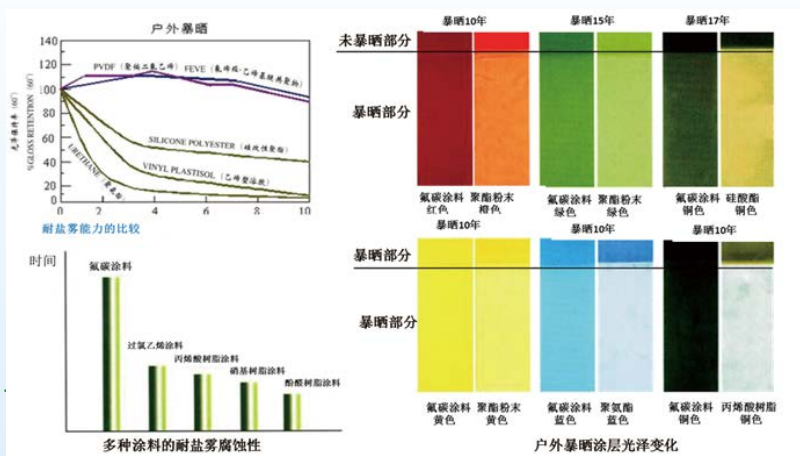 户外暴晒
140
120
100
80
60
40
20
0
%GLOSS RETENTION (60°)
光泽保持率 (60°)
PVDF (聚偏二氟乙烯)
FEVE (氟烯烃-乙烯基醚共聚物)
SILICONE POLYESTER (硅改性聚酯)
VINYL PLASTISOL (乙烯塑溶胶)
URETHANE (聚氨酯)
0 2 4 6 8 10
耐盐雾能力的比较
时间
氟碳涂料
过氯乙烯涂料
丙烯酸树脂涂料
硝基树脂涂料
酚醛树脂涂料
多种涂料的耐盐雾腐蚀性
暴晒10年 暴晒15年 暴晒17年
未暴晒部分
暴晒部分
氟碳涂料 聚酯粉末 氟碳涂料 聚酯粉末 氟碳涂料 硅酸酯
红色 橙色 绿色 绿色 铜色 铜色
暴晒10年 暴晒10年 暴晒10年
暴晒部分
暴晒部分
氟碳涂料 聚酯粉末 氟碳涂料 聚氨酯 氟碳涂料 丙烯酸树脂
黄色 黄色 蓝色 蓝色 铜色 铜色
户外暴晒涂层光泽变化